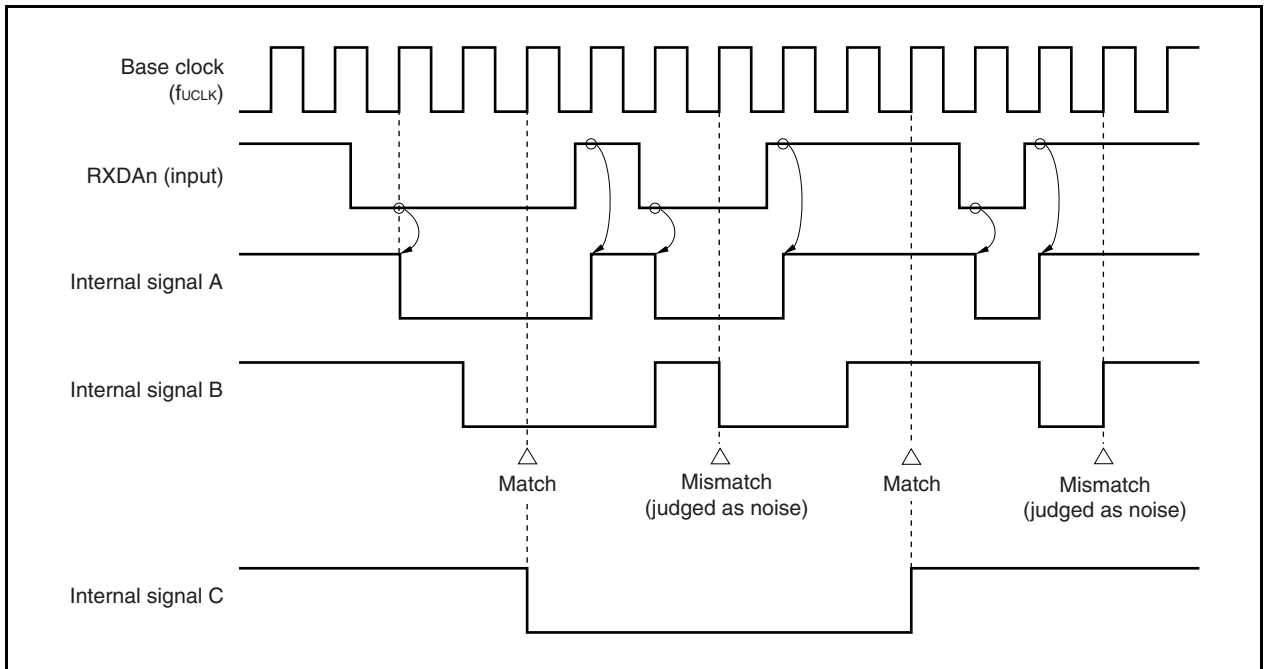 Base clock
(fUCLK)
RXDAn (input)
Internal signal A
Internal signal B
Match
Mismatch
(judged as noise)
Match
Mismatch
(judged as noise)
Internal signal C